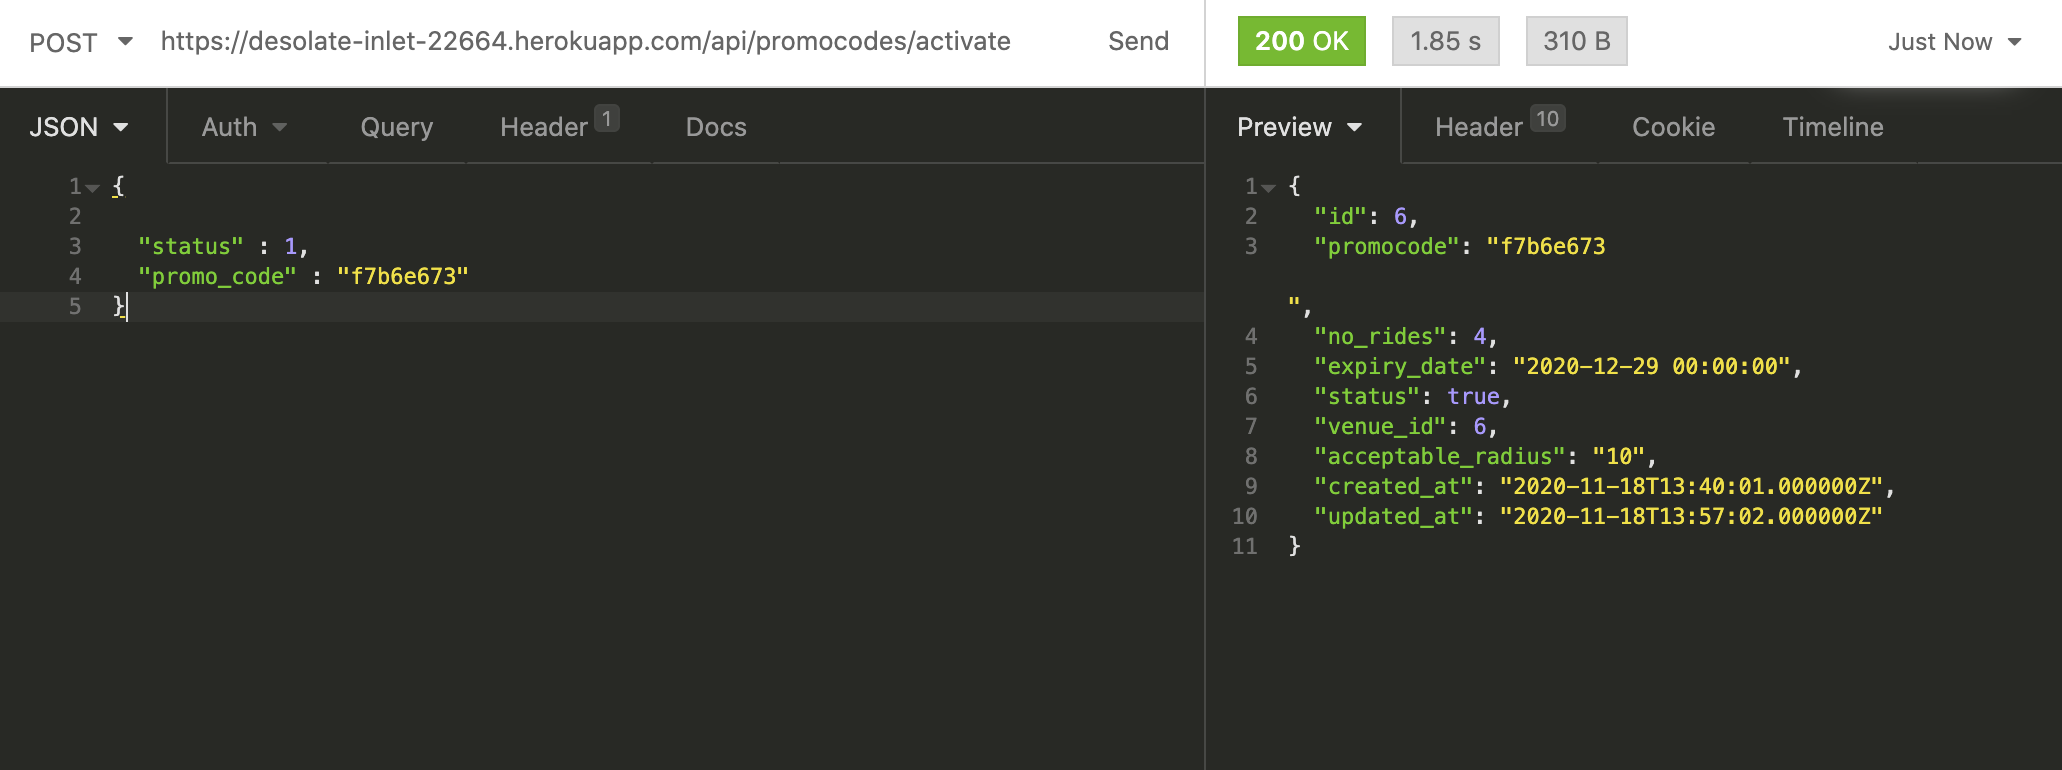 POST https://desolate-inlet-22664.herokuapp.com/api/promocodes/activate Send
200 OK 1.85 s 310 B Just Now
JSON Auth Query Header 1 Docs
1 {
2
3 "status" : 1,
4 "promo_code" : "f7b6e673"
5 }
Preview Header 10 Cookie Timeline
1 {
2 "id": 6,
3 "promocode": "f7b6e673
",
4 "no_rides": 4,
5 "expiry_date": "2020-12-29 00:00:00",
6 "status": true,
7 "venue_id": 6,
8 "acceptable_radius": "10",
9 "created_at": "2020-11-18T13:40:01.000000Z",
10 "updated_at": "2020-11-18T13:57:02.000000Z"
11 }